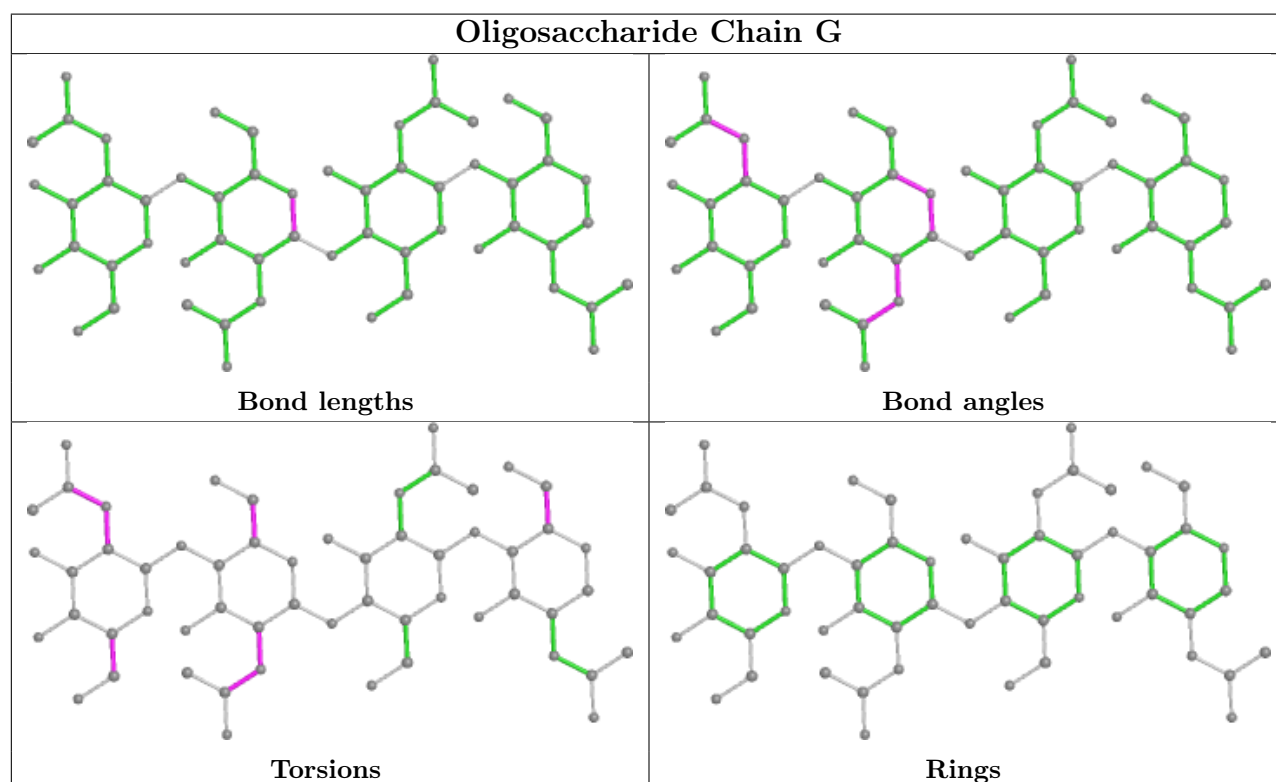 Oligosaccharide Chain G
Bond lengths
Bond angles
Torsions
Rings